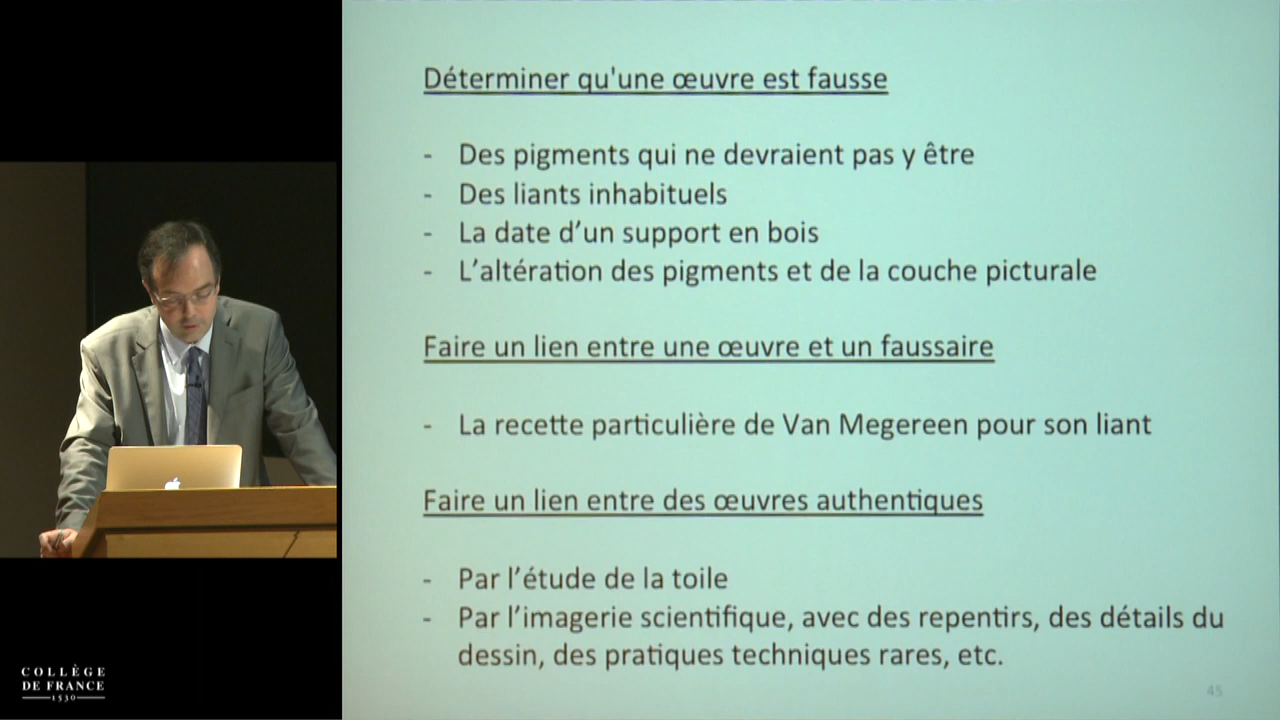 Déterminer qu'une œuvre est fausse
- Des pigments qui ne devraient pas y être
- Des liants inhabituels
- La date d’un support en bois
- L’altération des pigments et de la couche picturale
Faire un lien entre une œuvre et un faussaire
- La recette particulière de Van Megereen pour son liant
Faire un lien entre des œuvres authentiques
- Par l’étude de la toile
- Par l’imagerie scientifique, avec des repentirs, des détails du
dessin, des pratiques techniques rares, etc.
45
COLLÈGE
DE FRANCE
1530